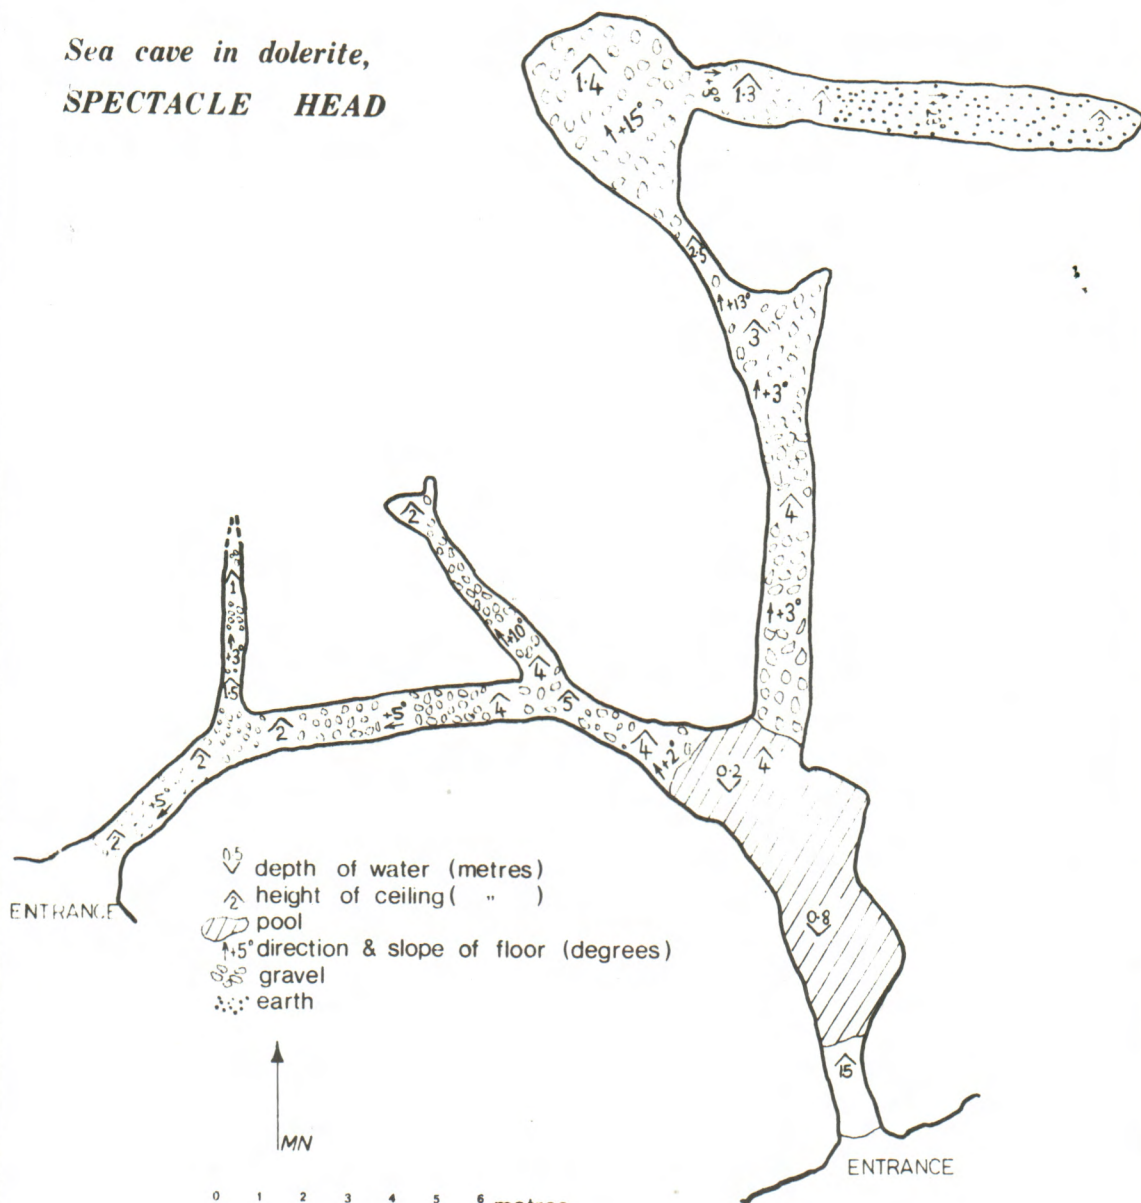 Sea cave in dolerite,
SPECTACLE HEAD
1·4
+15°
+8°
1·3
1
3
2·5
+13°
3
+3°
4
+3°
2
1
+3°
1·5
+10°
4
5
4
+5°
2
2
+5°
2
4
+2°
0·2
4
0·8
15
ENTRANCE
0·5 depth of water (metres)
2 height of ceiling ( " )
pool
+5° direction & slope of floor (degrees)
gravel
earth
MN
ENTRANCE
0 1 2 3 4 5 6 metres